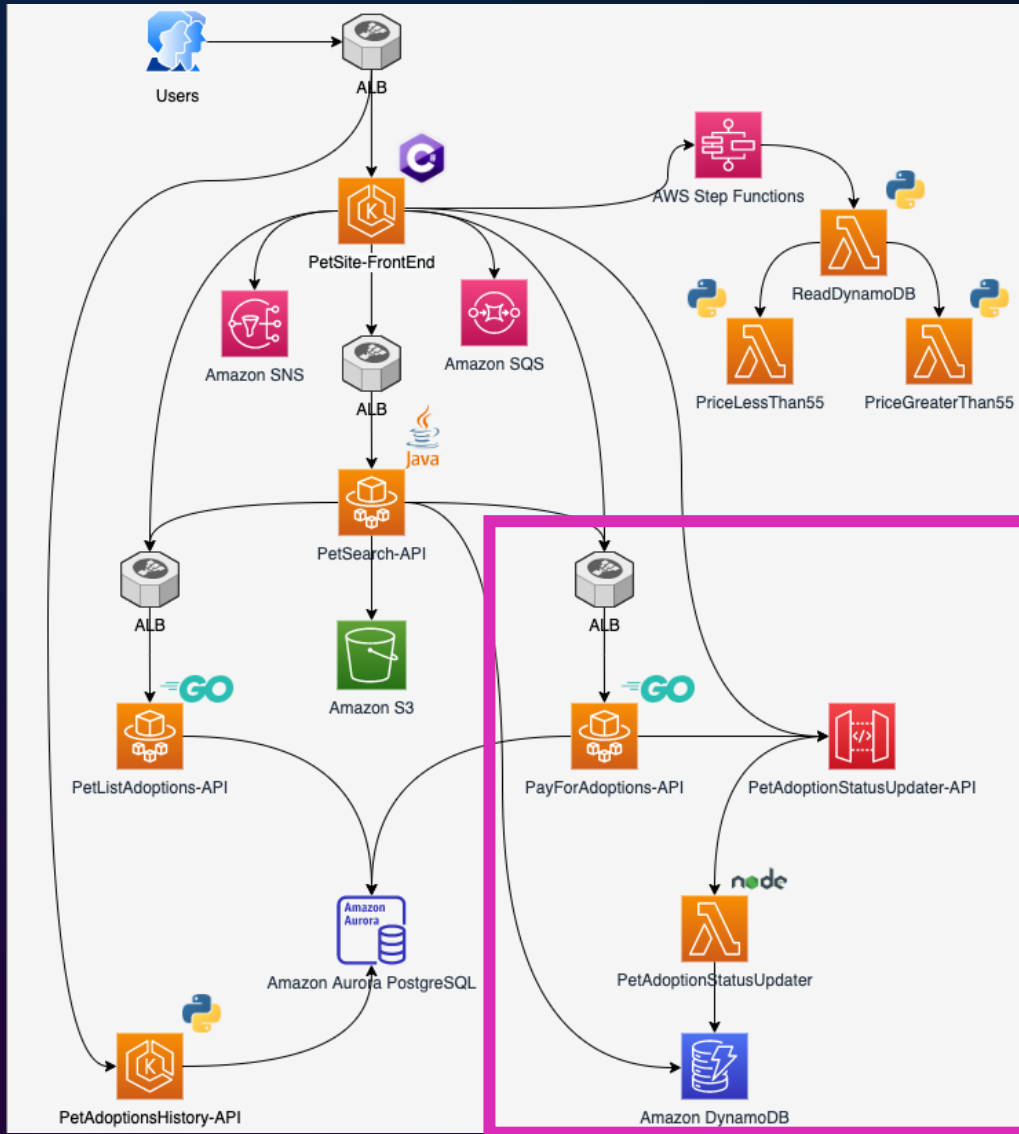 Users
ALB
C#
K
PetSite-FrontEnd
AWS Step Functions
ReadDynamoDB
Amazon SNS
Amazon SQS
PriceLessThan55
PriceGreaterThan55
ALB
Java
PetSearch-API
ALB
ALB
GO
Amazon S3
GO
</>
PetListAdoptions-API
PayForAdoptions-API
PetAdoptionStatusUpdater-API
node
Amazon
Aurora
Amazon Aurora PostgreSQL
PetAdoptionStatusUpdater
K
PetAdoptionsHistory-API
Amazon DynamoDB